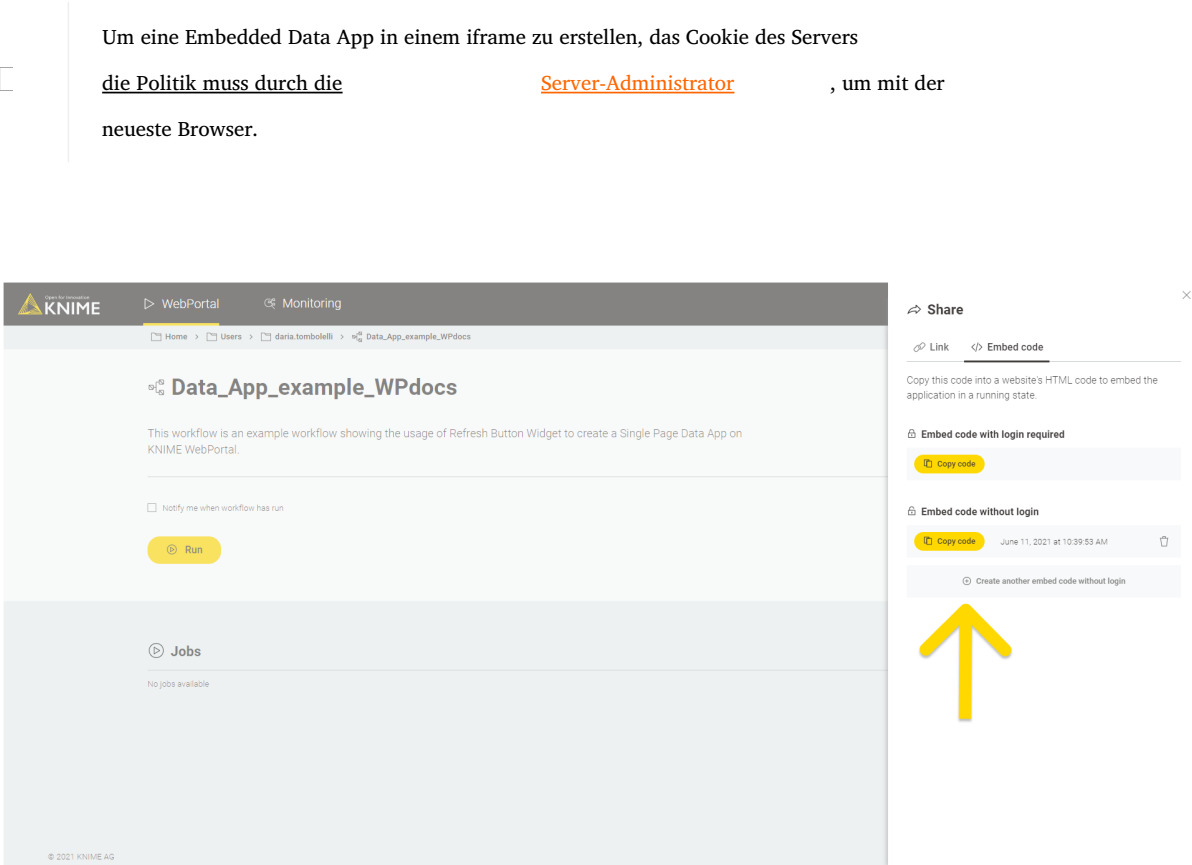 Um eine Embedded Data App in einem iframe zu erstellen, das Cookie des Servers
die Politik muss durch die Server-Administrator , um mit der
neueste Browser.
Open for Innovation
KNIME
WebPortal
Monitoring
Home > Users > daria.tombolelli > Data_App_example_WPdocs
Data_App_example_WPdocs
This workflow is an example workflow showing the usage of Refresh Button Widget to create a Single Page Data App on
KNIME WebPortal.
Notify me when workflow has run
Run
Jobs
No jobs available
© 2021 KNIME AG
Share
Link
</> Embed code
Copy this code into a website's HTML code to embed the
application in a running state.
Embed code with login required
Copy code
Embed code without login
Copy code June 11, 2021 at 10:39:53 AM
Create another embed code without login